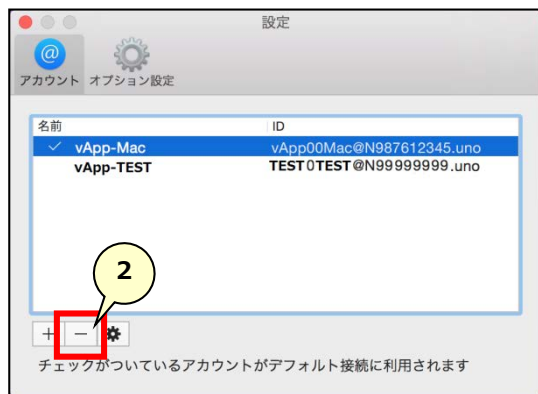 設定
アカウント オプション設定
名前 ID
✓ vApp-Mac vApp00Mac@N987612345.uno
vApp-TEST TEST0TEST@N99999999.uno
2
+ −
チェックがついているアカウントがデフォルト接続に利用されます